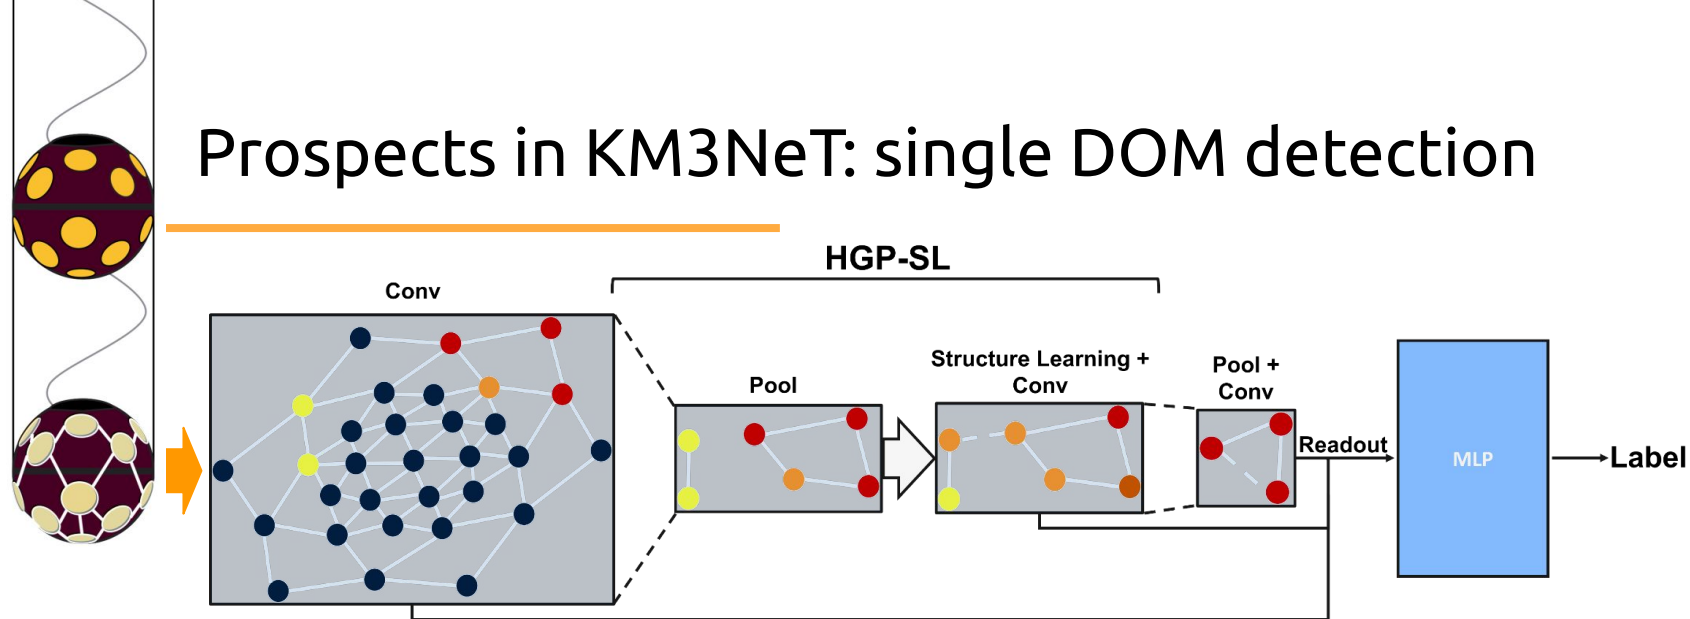 Prospects in KM3NeT: single DOM detection
HGP-SL
Conv
Pool
Structure Learning +
Conv
Pool +
Conv
Readout
MLP
Label